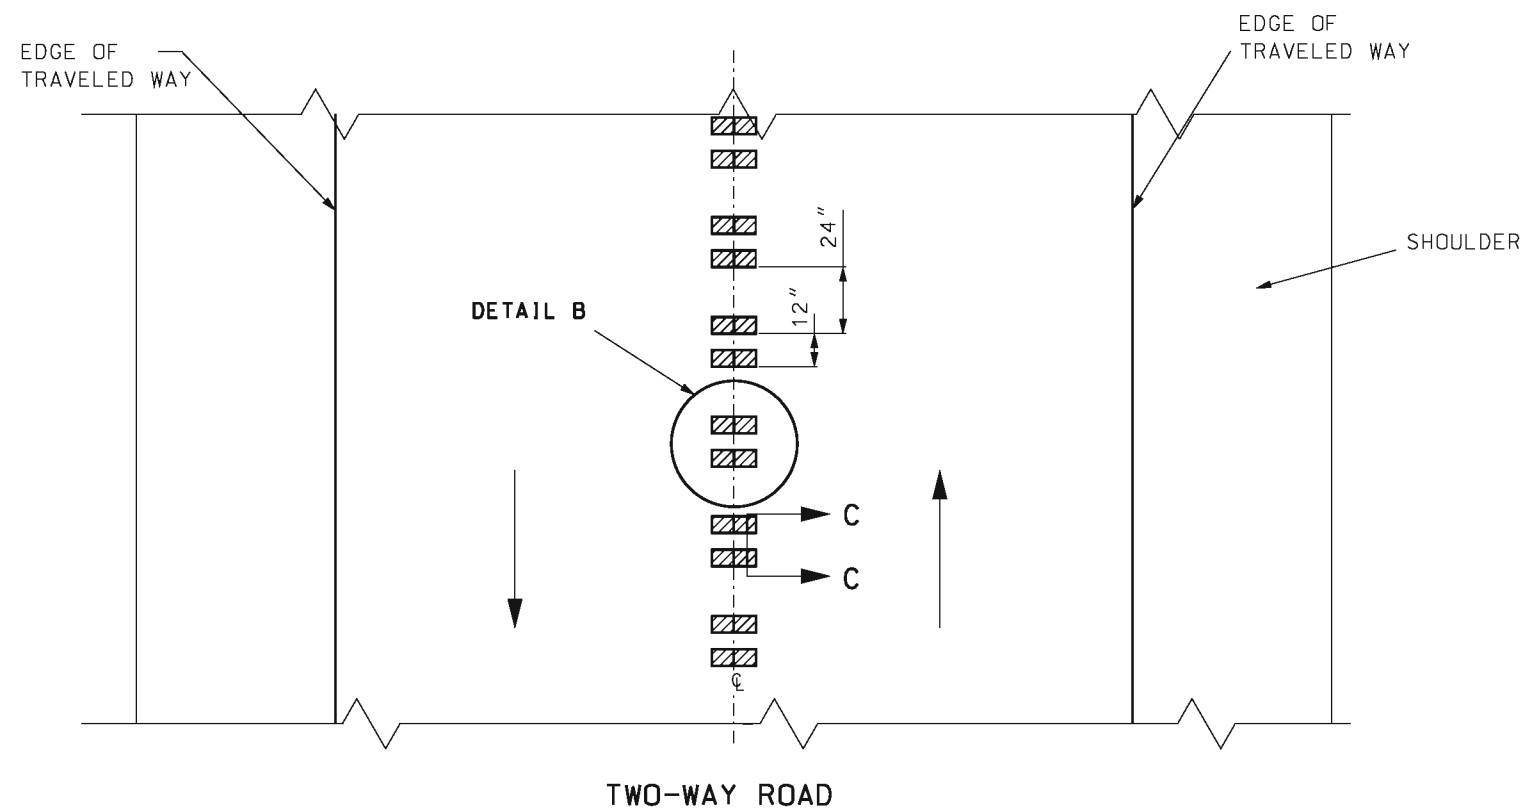 EDGE OF
TRAVELED WAY
EDGE OF
TRAVELED WAY
SHOULDER
24"
12"
DETAIL B
C
C
℄
TWO-WAY ROAD